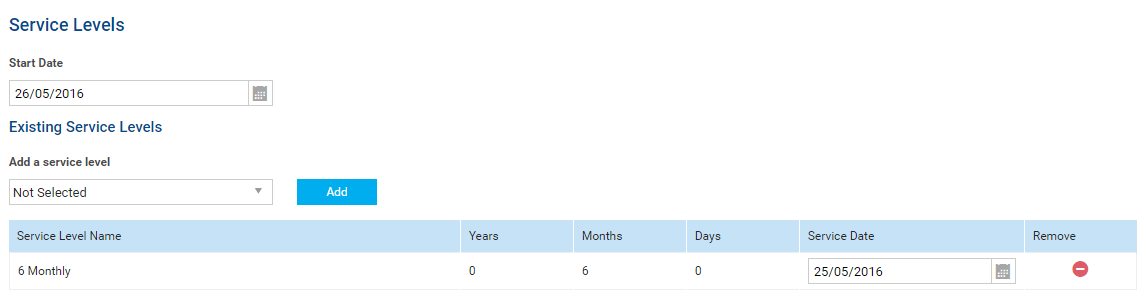 Service Levels
Start Date
26/05/2016
Existing Service Levels
Add a service level
Not Selected Add
Service Level Name Years Months Days Service Date Remove
6 Monthly 0 6 0 25/05/2016